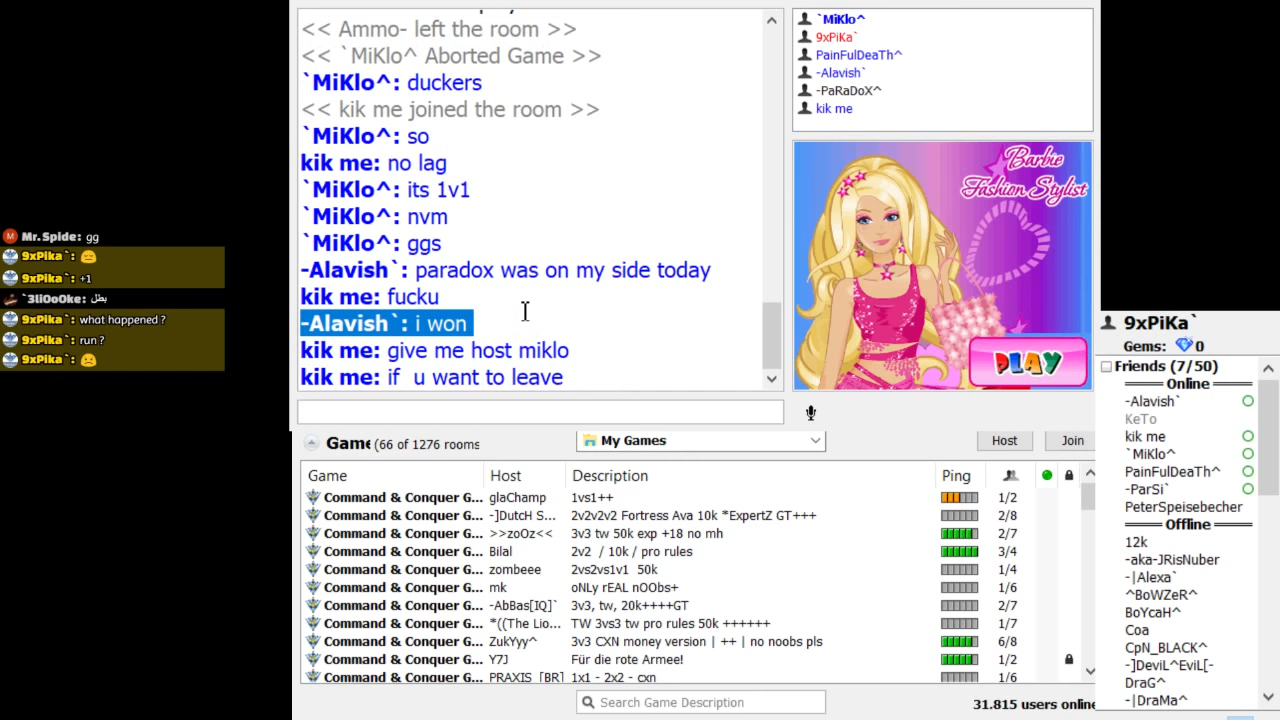 << Ammo- left the room >>
<< `MiKlo^ Aborted Game >>
`MiKlo^: duckers
<< kik me joined the room >>
`MiKlo^: so
kik me: no lag
`MiKlo^: its 1v1
`MiKlo^: nvm
`MiKlo^: ggs
-Alavish`: paradox was on my side today
kik me: fucku
-Alavish`: i won
kik me: give me host miklo
kik me: if  u want to leave
`MiKlo^
9xPiKa`
PainFulDeaTh^
-Alavish`
-PaRaDoX^
kik me
Barbie
Fashion Stylist
PLAY
M Mr.Spide: gg
9xPika`: 😑
9xPika`: +1
`3li0oOke: بطل
9xPika`: what happened ?
9xPika`: run ?
9xPika`: ☹️
9xPiKa`
Gems: 0
Friends (7/50)
Online
-Alavish`
KeTo
kik me
`MiKlo^
PainFulDeaTh^
-ParSi`
PeterSpeisebecher
Offline
12k
-aka-JRisNuber
-|Alexa`
^BoWZeR^
BoYcaH^
Coa
CpN_BLACK^
-]DeviL^EviL[-
DraG^
-|DraMa^
Game (66 of 1276 rooms
My Games
Host
Join
Game Host Description Ping
Command & Conquer G... glaChamp 1vs1++ 1/2
Command & Conquer G... -]DutcH S... 2v2v2v2 Fortress Ava 10k *ExpertZ GT+++ 2/8
Command & Conquer G... >>zoOz<< 3v3 tw 50k exp +18 no mh 2/7
Command & Conquer G... Bilal 2v2  / 10k / pro rules 3/4
Command & Conquer G... zombeee 2vs2vs1v1  50k 1/4
Command & Conquer G... mk oNLy rEAL nOObs+ 1/6
Command & Conquer G... -AbBas[IQ]` 3v3, tw, 20k++++GT 2/7
Command & Conquer G... *((The Lio... TW 3vs3 tw pro rules 50k ++++++ 1/7
Command & Conquer G... ZukYyy^ 3v3 CXN money version | ++ | no noobs pls 6/8
Command & Conquer G... Y7J Für die rote Armee! 1/2
Command & Conquer G... PRAXIS [BR] 1x1 - 2x2 - cxn 1/6
Search Game Description
31.815 users online